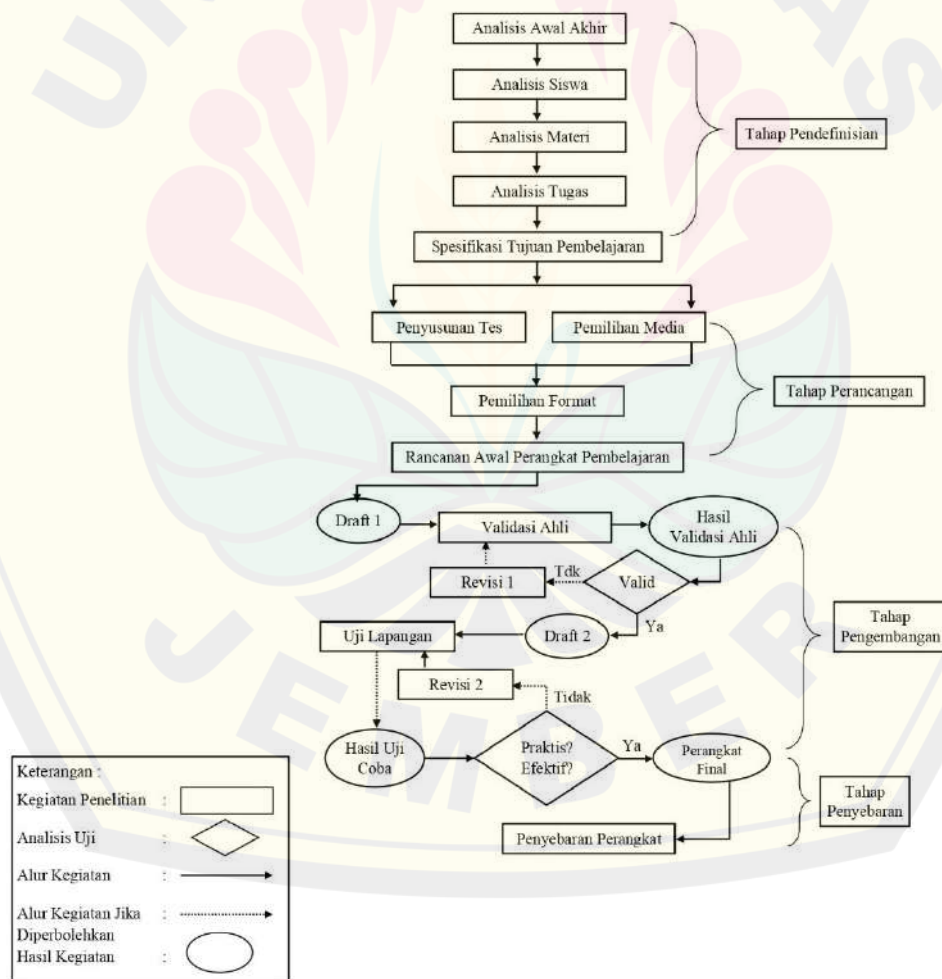 Analisis Awal Akhir
Analisis Siswa
Analisis Materi
Tahap Pendefinisian
Analisis Tugas
Spesifikasi Tujuan Pembelajaran
Penyusunan Tes
Pemilihan Media
Tahap Perancangan
Pemilihan Format
Rancanan Awal Perangkat Pembelajaran
Draft 1
Validasi Ahli
Hasil
Validasi Ahli
Revisi 1
Tdk
Valid
Ya
Tahap
Pengembangan
Uji Lapangan
Draft 2
Revisi 2
Tidak
Hasil Uji
Coba
Praktis?
Efektif?
Ya
Perangkat
Final
Tahap
Penyebaran
Penyebaran Perangkat
Keterangan :
Kegiatan Penelitian :
Analisis Uji :
Alur Kegiatan :
Alur Kegiatan Jika :
Diperbolehkan
Hasil Kegiatan :
JEMBER